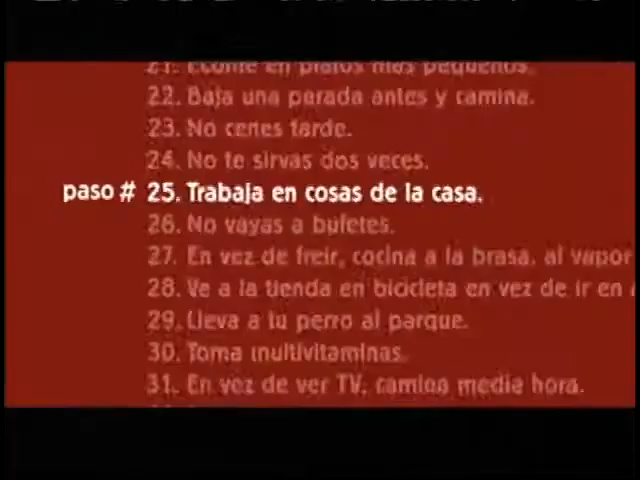 21. Come en platos más pequeños.
22. Baja una parada antes y camina.
23. No cenes tarde.
24. No te sirvas dos veces.
paso # 25. Trabaja en cosas de la casa.
26. No vayas a bufetes.
27. En vez de freír, cocina a la brasa, al vapor
28. Ve a la tienda en bicicleta en vez de ir en
29. Lleva a tu perro al parque.
30. Toma multivitaminas.
31. En vez de ver TV, camina media hora.